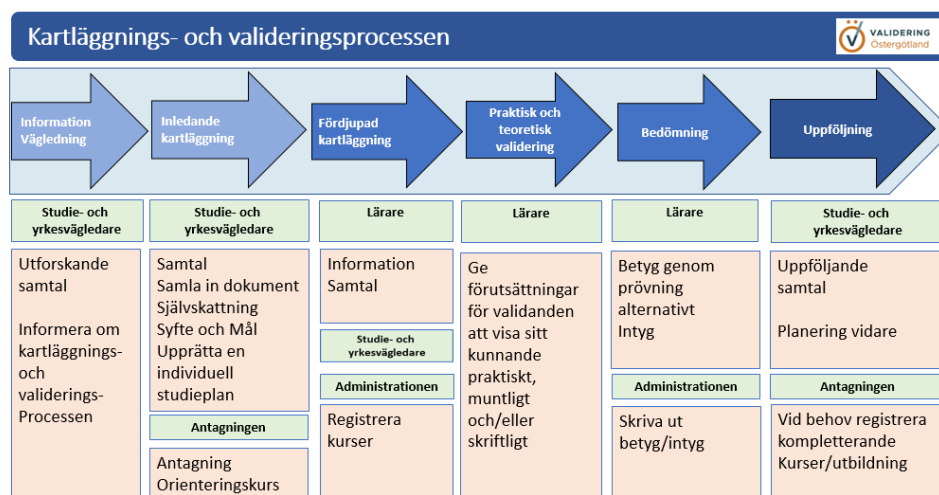 Kartläggnings- och valideringsprocessen
VALIDERING
Östergötland
Information
Vägledning
Inledande
kartläggning
Fördjupad
kartläggning
Praktisk och
teoretisk
validering
Bedömning
Uppföljning
Studie- och
yrkesvägledare
Utforskande
samtal
Informera om
kartläggnings-
och
validerings-
Processen
Studie- och
yrkesvägledare
Samtal
Samla in dokument
Självskattning
Syfte och Mål
Upprätta en
individuell
studieplan
Antagningen
Antagning
Orienteringskurs
Lärare
Information
Samtal
Studie- och
yrkesvägledare
Administrationen
Registrera
kurser
Lärare
Ge
förutsättningar
för validanden
att visa sitt
kunnande
praktiskt,
muntligt
och/eller
skriftligt
Lärare
Betyg genom
prövning
alternativt
Intyg
Administrationen
Skriva ut
betyg/intyg
Studie- och
yrkesvägledare
Uppföljande
samtal
Planering vidare
Antagningen
Vid behov registrera
kompletterande
Kurser/utbildning